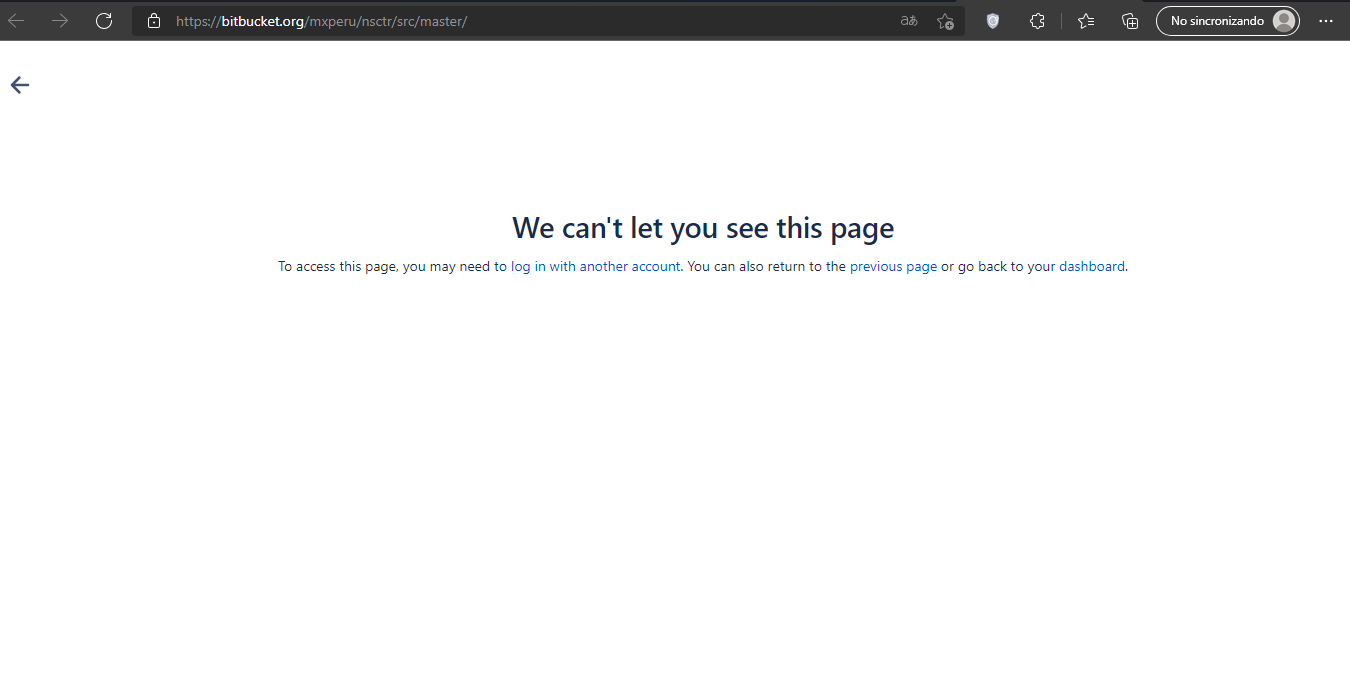 https://bitbucket.org/mxperu/nsctr/src/master/
aあ
No sincronizando
We can't let you see this page
To access this page, you may need to log in with another account. You can also return to the previous page or go back to your dashboard.